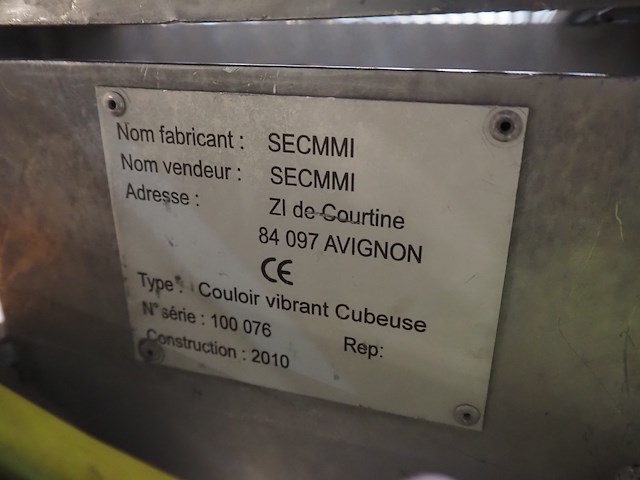 Nom fabricant : SECMMI
Nom vendeur : SECMMI
Adresse : ZI de Courtine
84 097 AVIGNON
CE
Type : Couloir vibrant Cubeuse
N° série : 100 076 Rep:
Construction : 2010